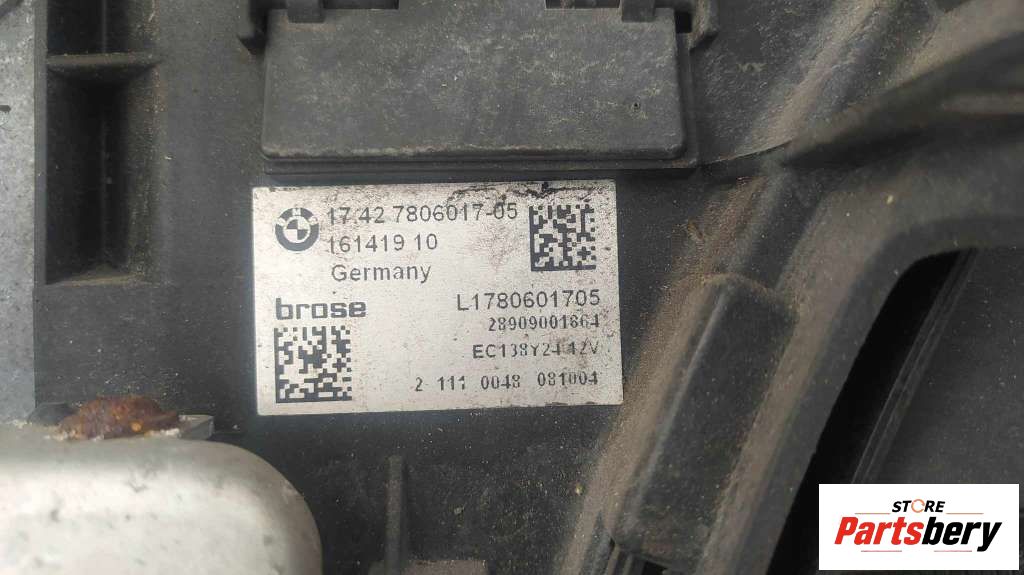 17.42 7806017-05
161419 10
Germany
brose
L1780601705
28909001864
EC138Y24 12V
2 111 0048 081004
STORE
Partsbery